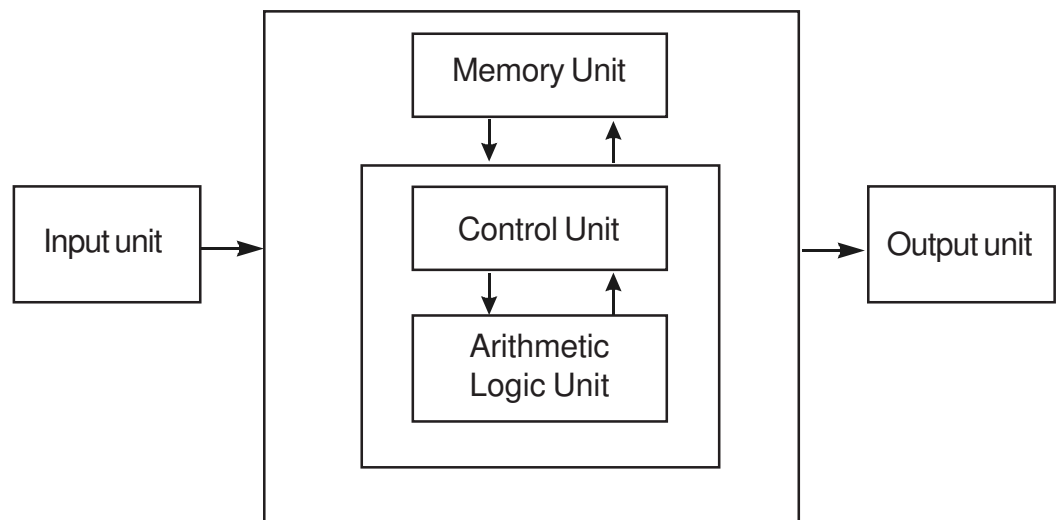 Memory Unit
Input unit
Control Unit
Output unit
Arithmetic
Logic Unit